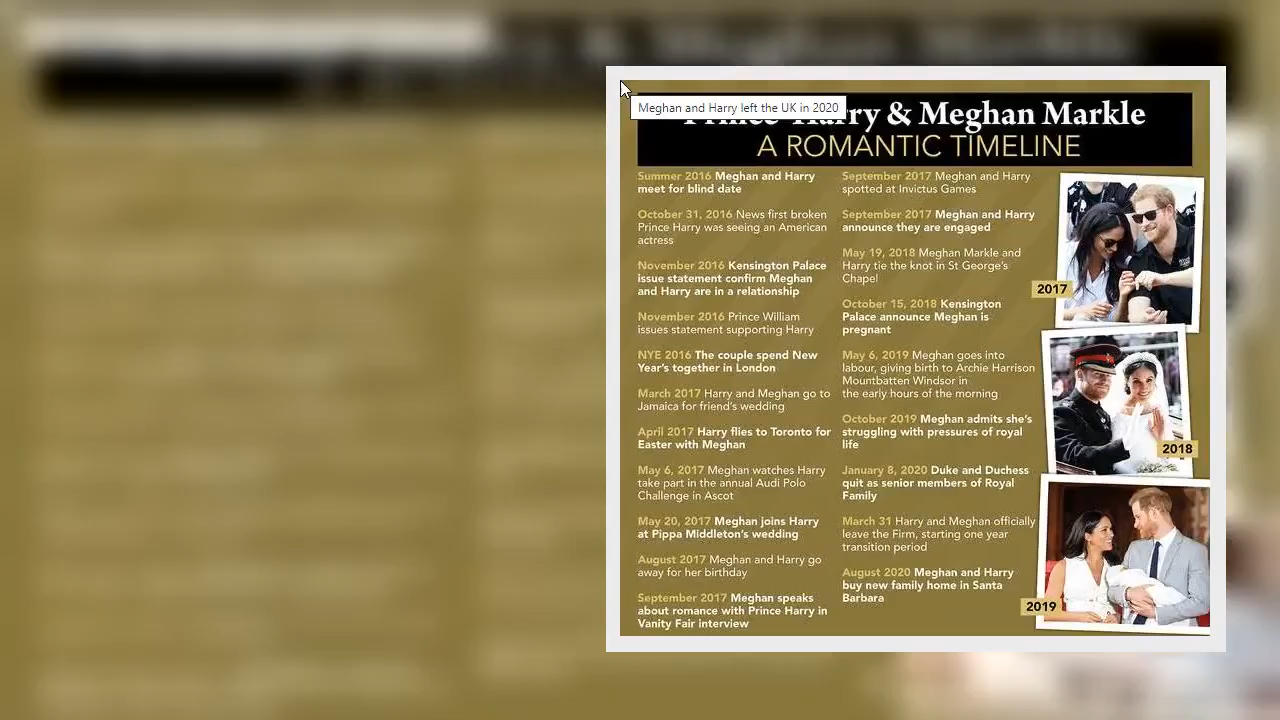 Meghan and Harry left the UK in 2020
Harry & Meghan Markle
A ROMANTIC TIMELINE
Summer 2016 Meghan and Harry
meet for blind date
October 31, 2016 News first broken
Prince Harry was seeing an American
actress
November 2016 Kensington Palace
issue statement confirm Meghan
and Harry are in a relationship
November 2016 Prince William
issues statement supporting Harry
NYE 2016 The couple spend New
Year's together in London
March 2017 Harry and Meghan go to
Jamaica for friend's wedding
April 2017 Harry flies to Toronto for
Easter with Meghan
May 6, 2017 Meghan watches Harry
take part in the annual Audi Polo
Challenge in Ascot
May 20, 2017 Meghan joins Harry
at Pippa Middleton's wedding
August 2017 Meghan and Harry go
away for her birthday
September 2017 Meghan speaks
about romance with Prince Harry in
Vanity Fair interview
September 2017 Meghan and Harry
spotted at Invictus Games
September 2017 Meghan and Harry
announce they are engaged
May 19, 2018 Meghan Markle and
Harry tie the knot in St George's
Chapel
October 15, 2018 Kensington
Palace announce Meghan is
pregnant
May 6, 2019 Meghan goes into
labour, giving birth to Archie Harrison
Mountbatten Windsor in
the early hours of the morning
October 2019 Meghan admits she's
struggling with pressures of royal
life
January 8, 2020 Duke and Duchess
quit as senior members of Royal
Family
March 31 Harry and Meghan officially
leave the Firm, starting one year
transition period
August 2020 Meghan and Harry
buy new family home in Santa
Barbara
2017
2018
2019